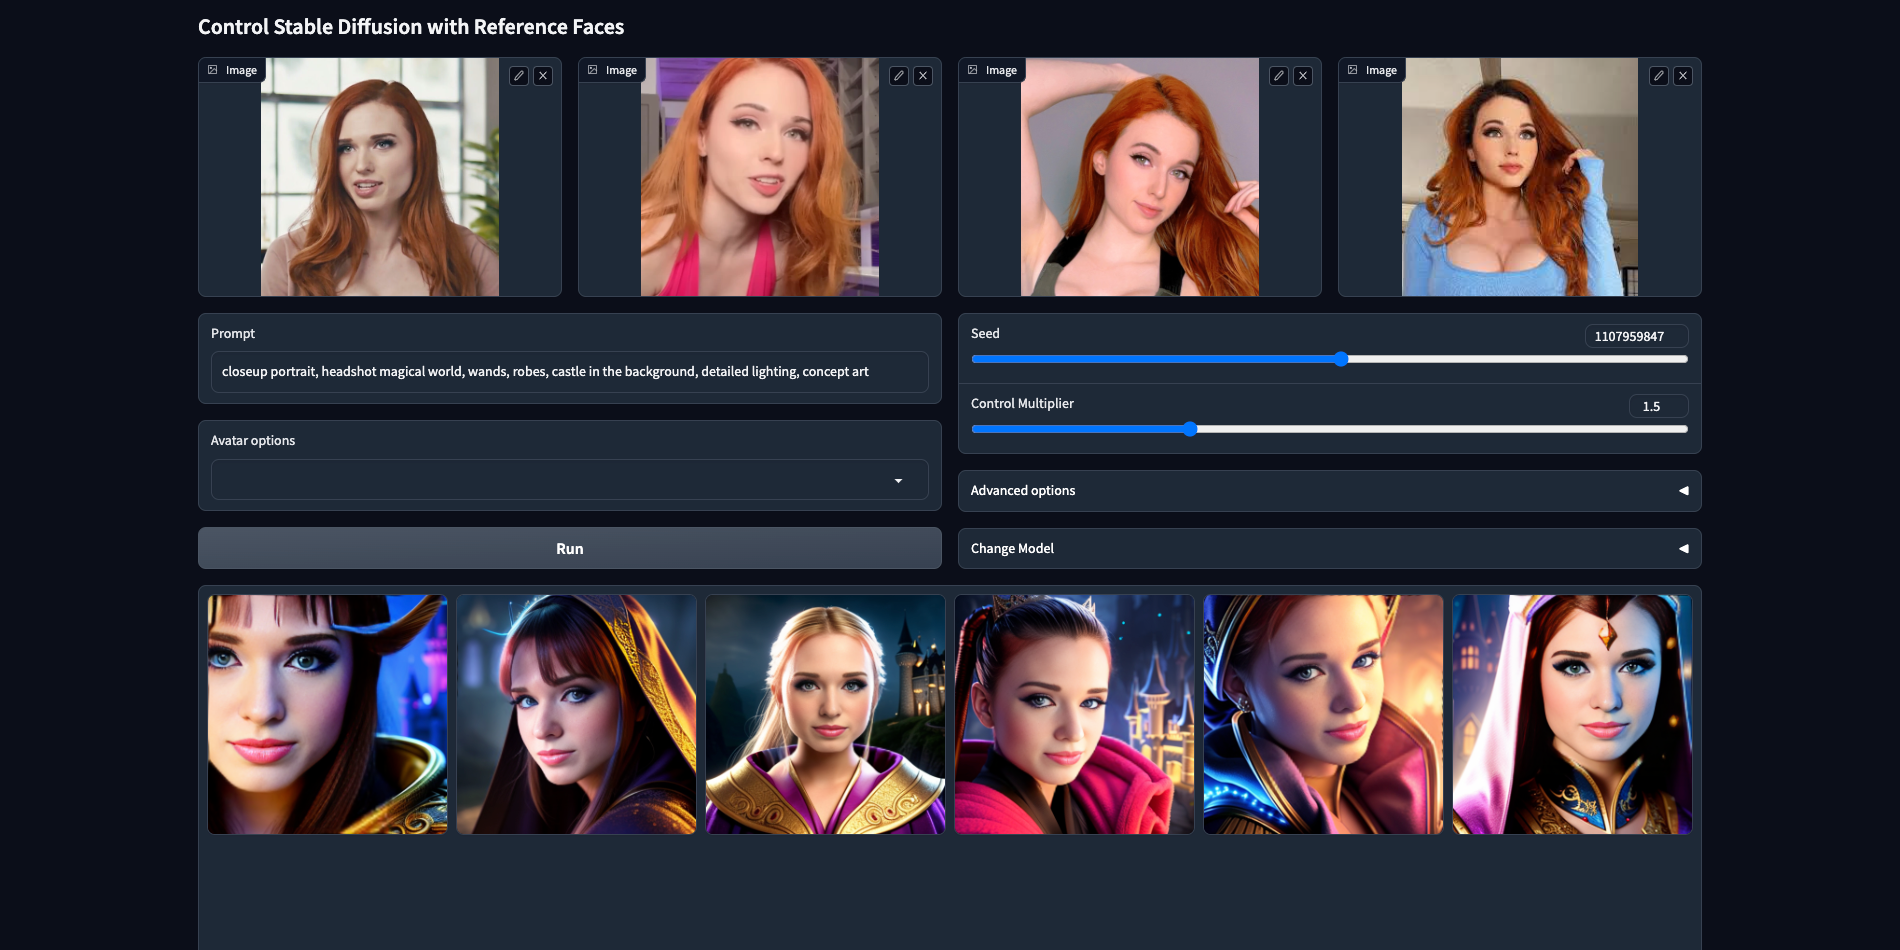 Control Stable Diffusion with Reference Faces
Image
Image
Image
Image
Prompt
closeup portrait, headshot magical world, wands, robes, castle in the background, detailed lighting, concept art
Seed
1107959847
Control Multiplier
1.5
Avatar options
Advanced options
Run
Change Model